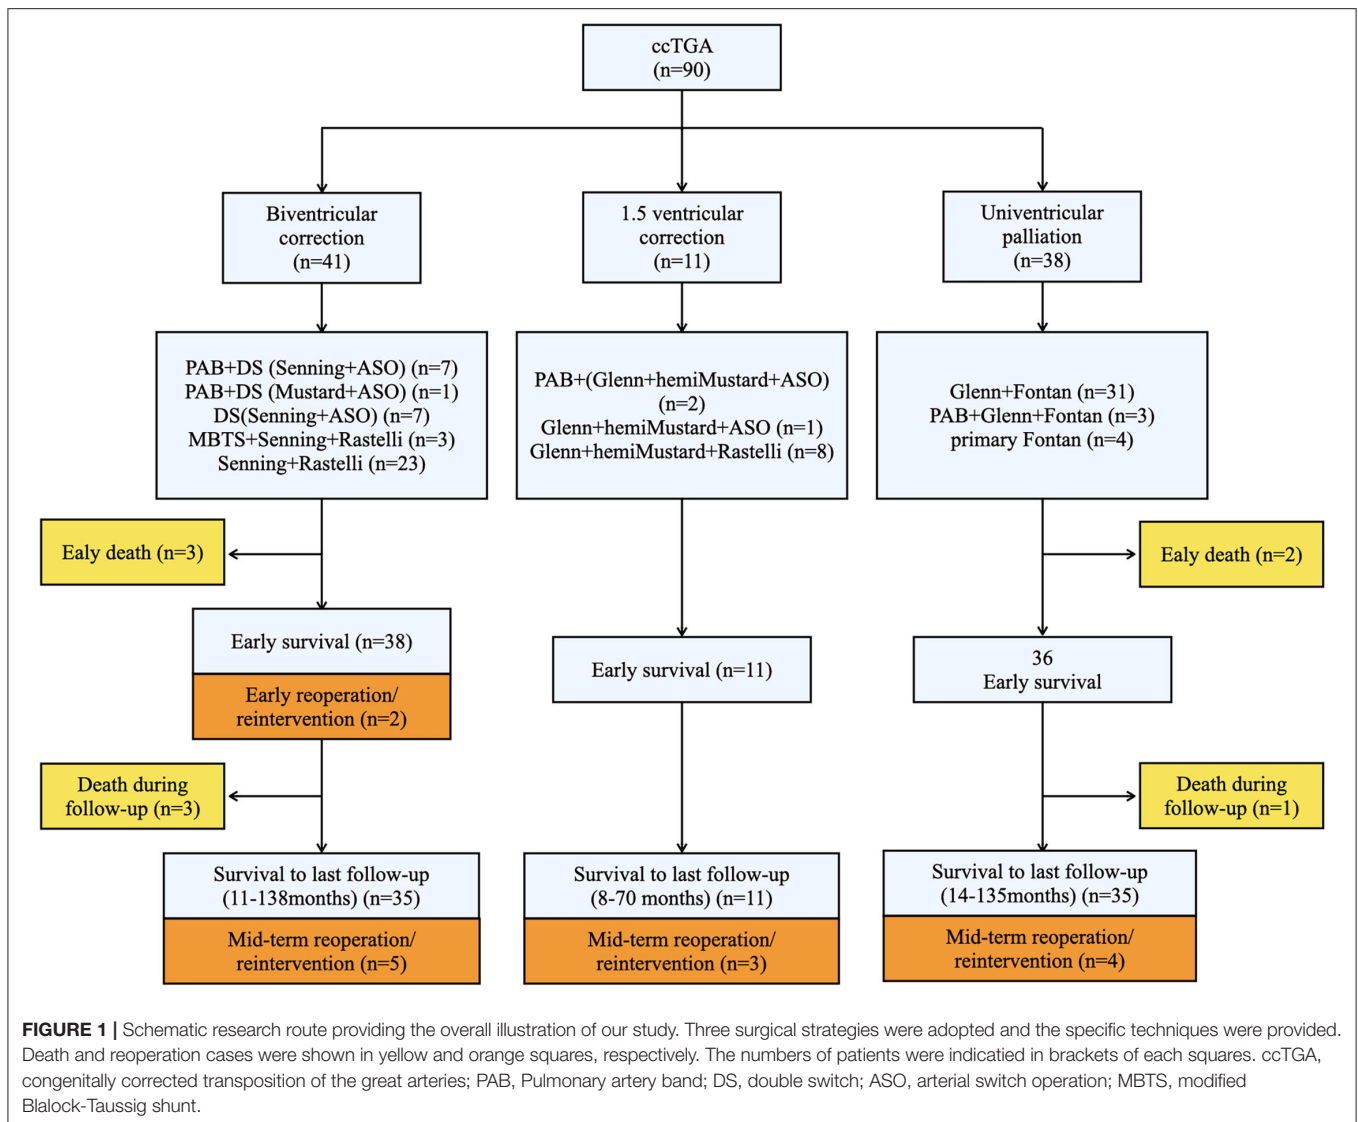 ccTGA
(n=90)
Biventricular
correction
(n=41)
1.5 ventricular
correction
(n=11)
Univentricular
palliation
(n=38)
PAB+DS (Senning+ASO) (n=7)
PAB+DS (Mustard+ASO) (n=1)
DS(Senning+ASO) (n=7)
MBTS+Senning+Rastelli (n=3)
Senning+Rastelli (n=23)
PAB+(Glenn+hemiMustard+ASO)
(n=2)
Glenn+hemiMustard+ASO (n=1)
Glenn+hemiMustard+Rastelli (n=8)
Glenn+Fontan (n=31)
PAB+Glenn+Fontan (n=3)
primary Fontan (n=4)
Ealy death (n=3)
Ealy death (n=2)
Early survival (n=38)
Early reoperation/
reintervention (n=2)
Early survival (n=11)
36
Early survival
Death during
follow-up (n=3)
Death during
follow-up (n=1)
Survival to last follow-up
(11-138months) (n=35)
Mid-term reoperation/
reintervention (n=5)
Survival to last follow-up
(8-70 months) (n=11)
Mid-term reoperation/
reintervention (n=3)
Survival to last follow-up
(14-135months) (n=35)
Mid-term reoperation/
reintervention (n=4)
FIGURE 1 | Schematic research route providing the overall illustration of our study. Three surgical strategies were adopted and the specific techniques were provided.
Death and reoperation cases were shown in yellow and orange squares, respectively. The numbers of patients were indicatied in brackets of each squares. ccTGA,
congenitally corrected transposition of the great arteries; PAB, Pulmonary artery band; DS, double switch; ASO, arterial switch operation; MBTS, modified
Blalock-Taussig shunt.